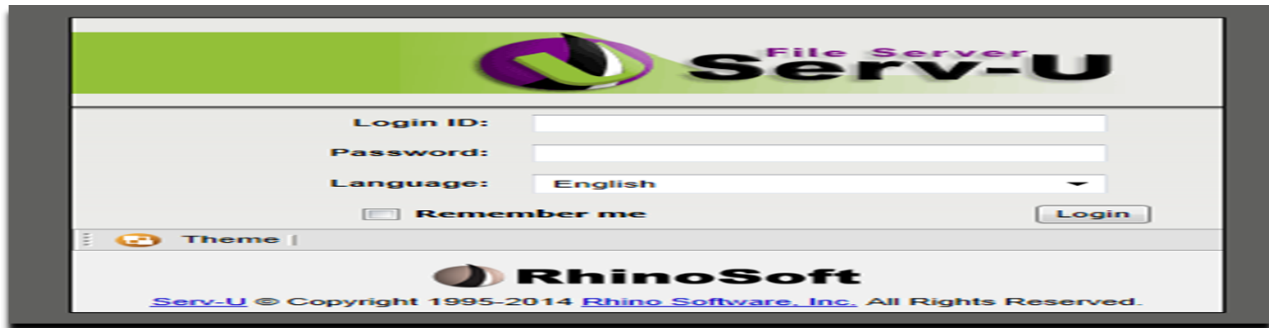 File Server
Serv-U
Login ID:
Password:
Language: English
Remember me Login
Theme
RhinoSoft
Serv-U © Copyright 1995-2014 Rhino Software, Inc. All Rights Reserved.